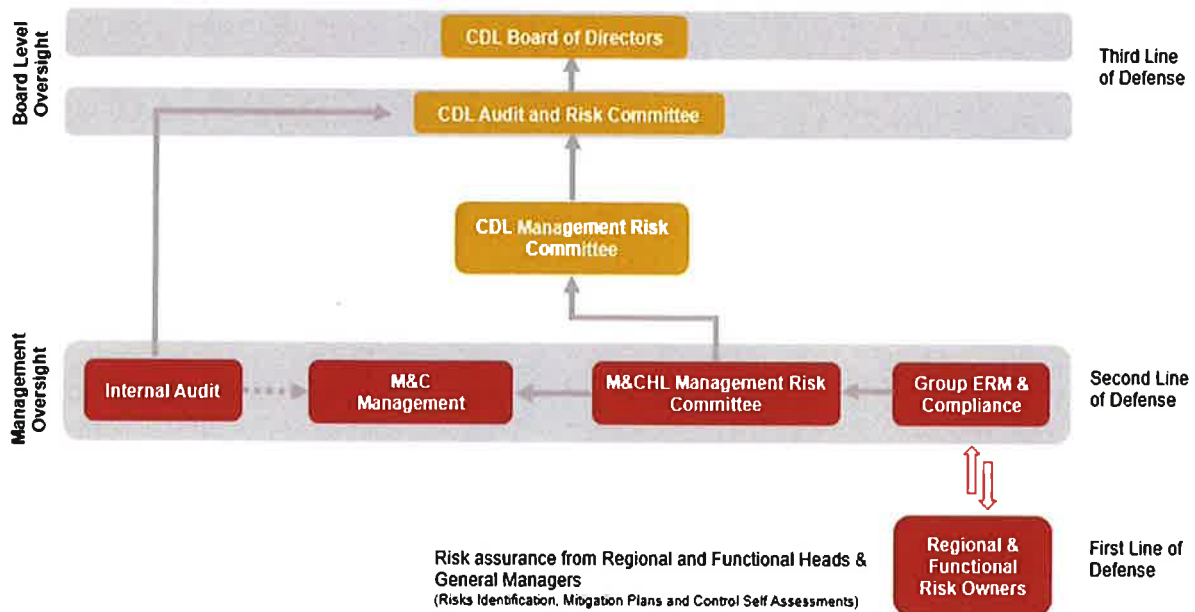 Board Level
Oversight
CDL Board of Directors
Third Line
of Defense
CDL Audit and Risk Committee
CDL Management Risk
Committee
Management
Oversight
Internal Audit
M&C
Management
M&CHL Management Risk
Committee
Group ERM &
Compliance
Second Line
of Defense
Risk assurance from Regional and Functional Heads &
General Managers
(Risks Identification, Mitigation Plans and Control Self Assessments)
Regional &
Functional
Risk Owners
First Line of
Defense